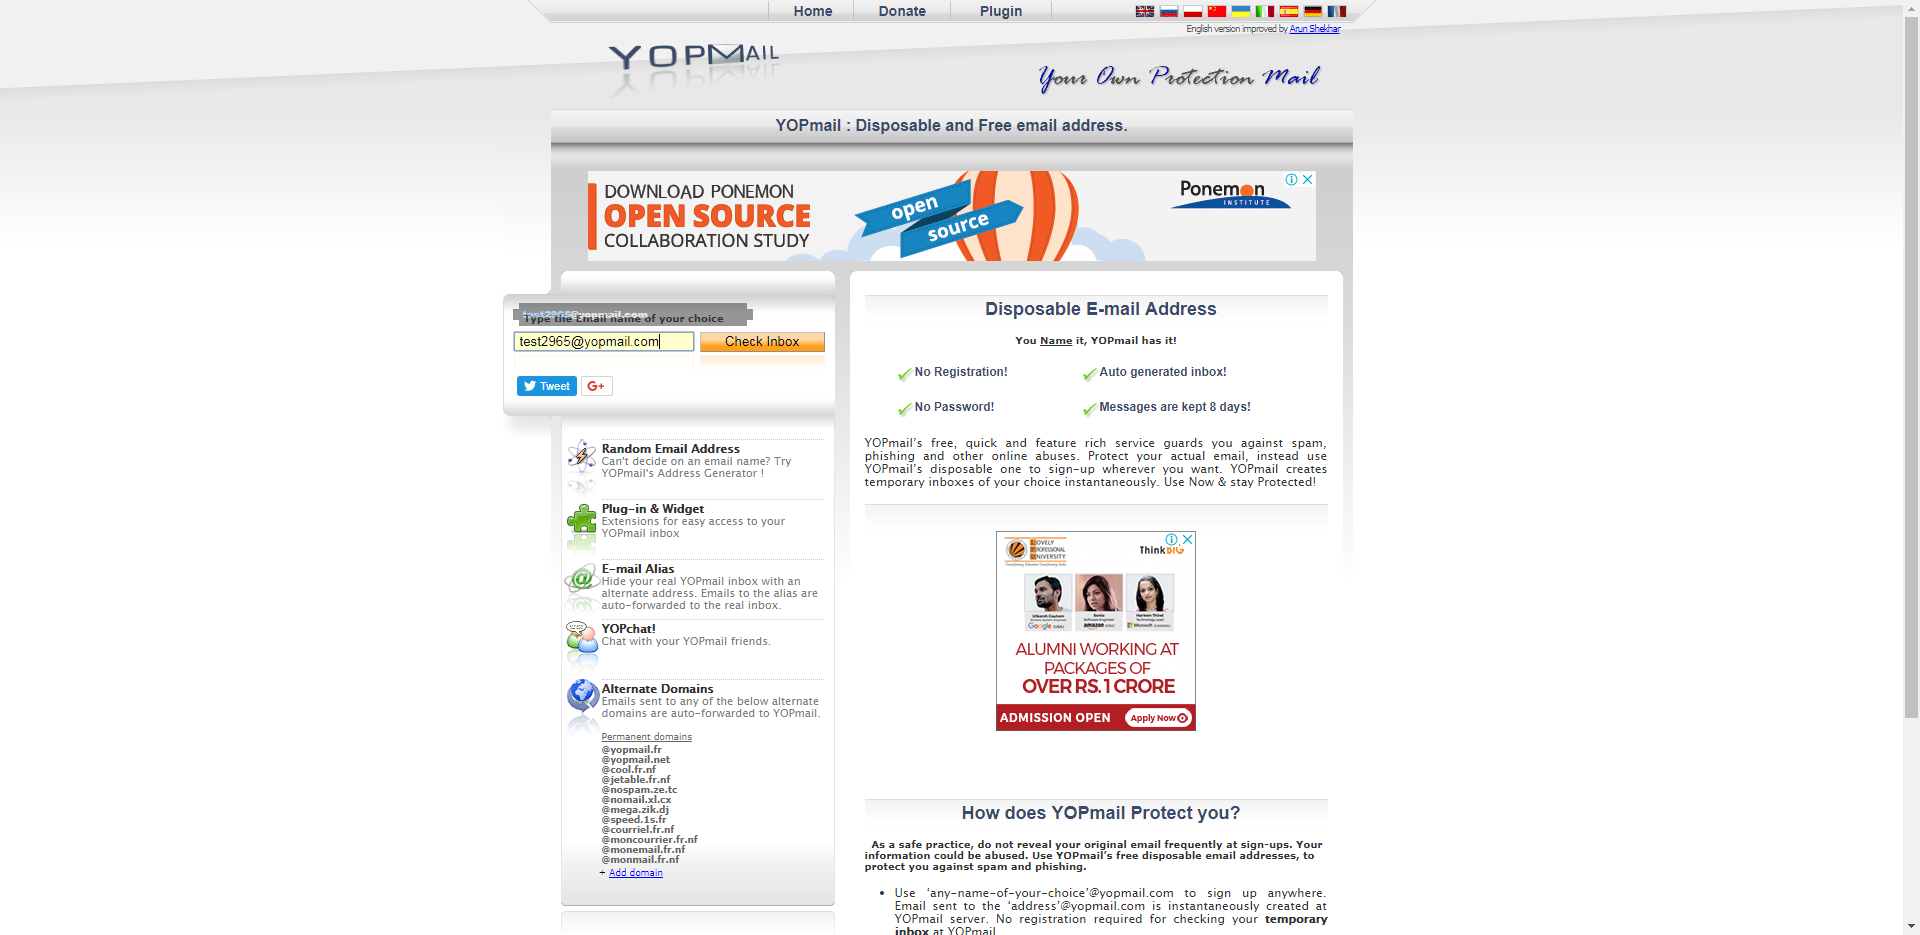 Home
Donate
Plugin
English version improved by Arun Shekhar
YOPMAIL
Your Own Protection Mail
YOPmail : Disposable and Free email address.
DOWNLOAD PONEMON
OPEN SOURCE
COLLABORATION STUDY
open
source
Ponemon
INSTITUTE
test2965@yopmail.com
Type the Email name of your choice
test2965@yopmail.com
Check Inbox
Tweet
G+
Random Email Address
Can't decide on an email name? Try
YOPmail's Address Generator !
Plug-in & Widget
Extensions for easy access to your
YOPmail inbox
E-mail Alias
Hide your real YOPmail inbox with an
alternate address. Emails to the alias are
auto-forwarded to the real inbox.
YOPchat!
Chat with your YOPmail friends.
Alternate Domains
Emails sent to any of the below alternate
domains are auto-forwarded to YOPmail.
Permanent domains
@yopmail.fr
@yopmail.net
@cool.fr.nf
@jetable.fr.nf
@nospam.ze.tc
@nomail.xl.cx
@mega.zik.dj
@speed.1s.fr
@courriel.fr.nf
@moncourrier.fr.nf
@monemail.fr.nf
@monmail.fr.nf
+ Add domain
Disposable E-mail Address
You Name it, YOPmail has it!
No Registration!
Auto generated inbox!
No Password!
Messages are kept 8 days!
YOPmail’s free, quick and feature rich service guards you against spam,
phishing and other online abuses. Protect your actual email, instead use
YOPmail’s disposable one to sign-up wherever you want. YOPmail creates
temporary inboxes of your choice instantaneously. Use Now & stay Protected!
LOVELY
PROFESSIONAL
UNIVERSITY
Think BIG
Google (USA)
amazon (USA)
Microsoft (CANADA)
ALUMNI WORKING AT
PACKAGES OF
OVER RS. 1 CRORE
ADMISSION OPEN
Apply Now
How does YOPmail Protect you?
As a safe practice, do not reveal your original email frequently at sign-ups. Your
information could be abused. Use YOPmail’s free disposable email addresses, to
protect you against spam and phishing.
• Use ‘any-name-of-your-choice’@yopmail.com to sign up anywhere.
Email sent to the ‘address’@yopmail.com is instantaneously created at
YOPmail server. No registration required for checking your temporary
inbox at YOPmail